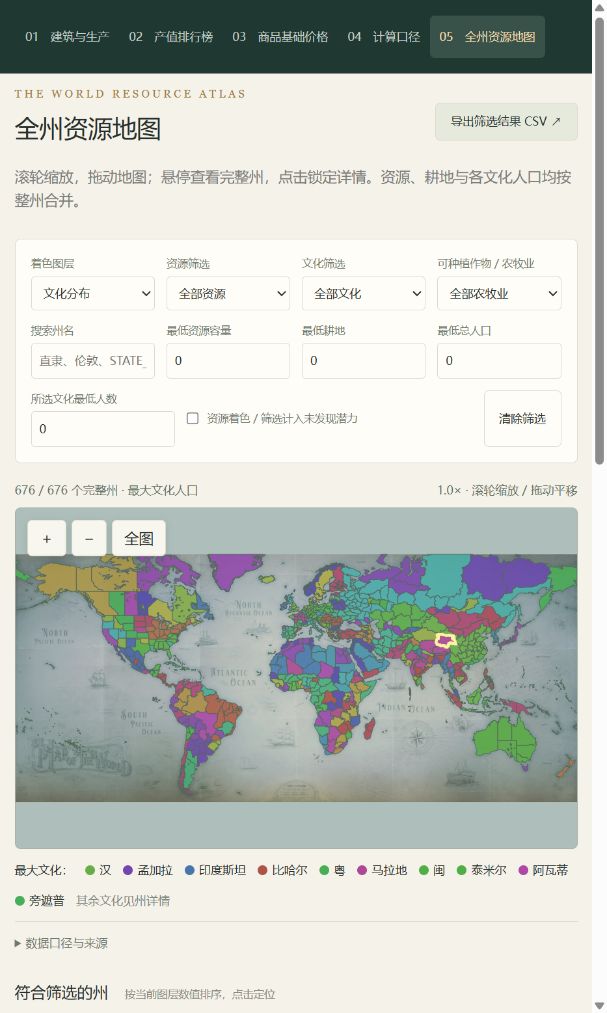 01 建筑与生产 02 产值排行榜 03 商品基础价格 04 计算口径 05 全州资源地图
THE WORLD RESOURCE ATLAS
全州资源地图
导出筛选结果 CSV ↗
滚轮缩放，拖动地图；悬停查看完整州，点击锁定详情。资源、耕地与各文化人口均按
整州合并。
着色图层 资源筛选 文化筛选 可种植作物 / 农牧业
文化分布 全部资源 全部文化 全部农牧业
搜索州名 最低资源容量 最低耕地 最低总人口
直隶、伦敦、STATE_ 0 0 0
所选文化最低人数
0
资源着色 / 筛选计入未发现潜力
清除筛选
676 / 676 个完整州 · 最大文化人口 1.0× · 滚轮缩放 / 拖动平移
+ − 全图
NORTH
PACIFIC OCEAN
NORTH
ATLANTIC OCEAN
ATLANTIC
OCEAN
SOUTH
PACIFIC
OCEAN
INDIAN OCEAN
MAP OF THE WORLD
最大文化： 汉 孟加拉 印度斯坦 比哈尔 粤 马拉地 闽 泰米尔 阿瓦蒂
旁遮普 其余文化见州详情
▶ 数据口径与来源
符合筛选的州 按当前图层数值排序，点击定位